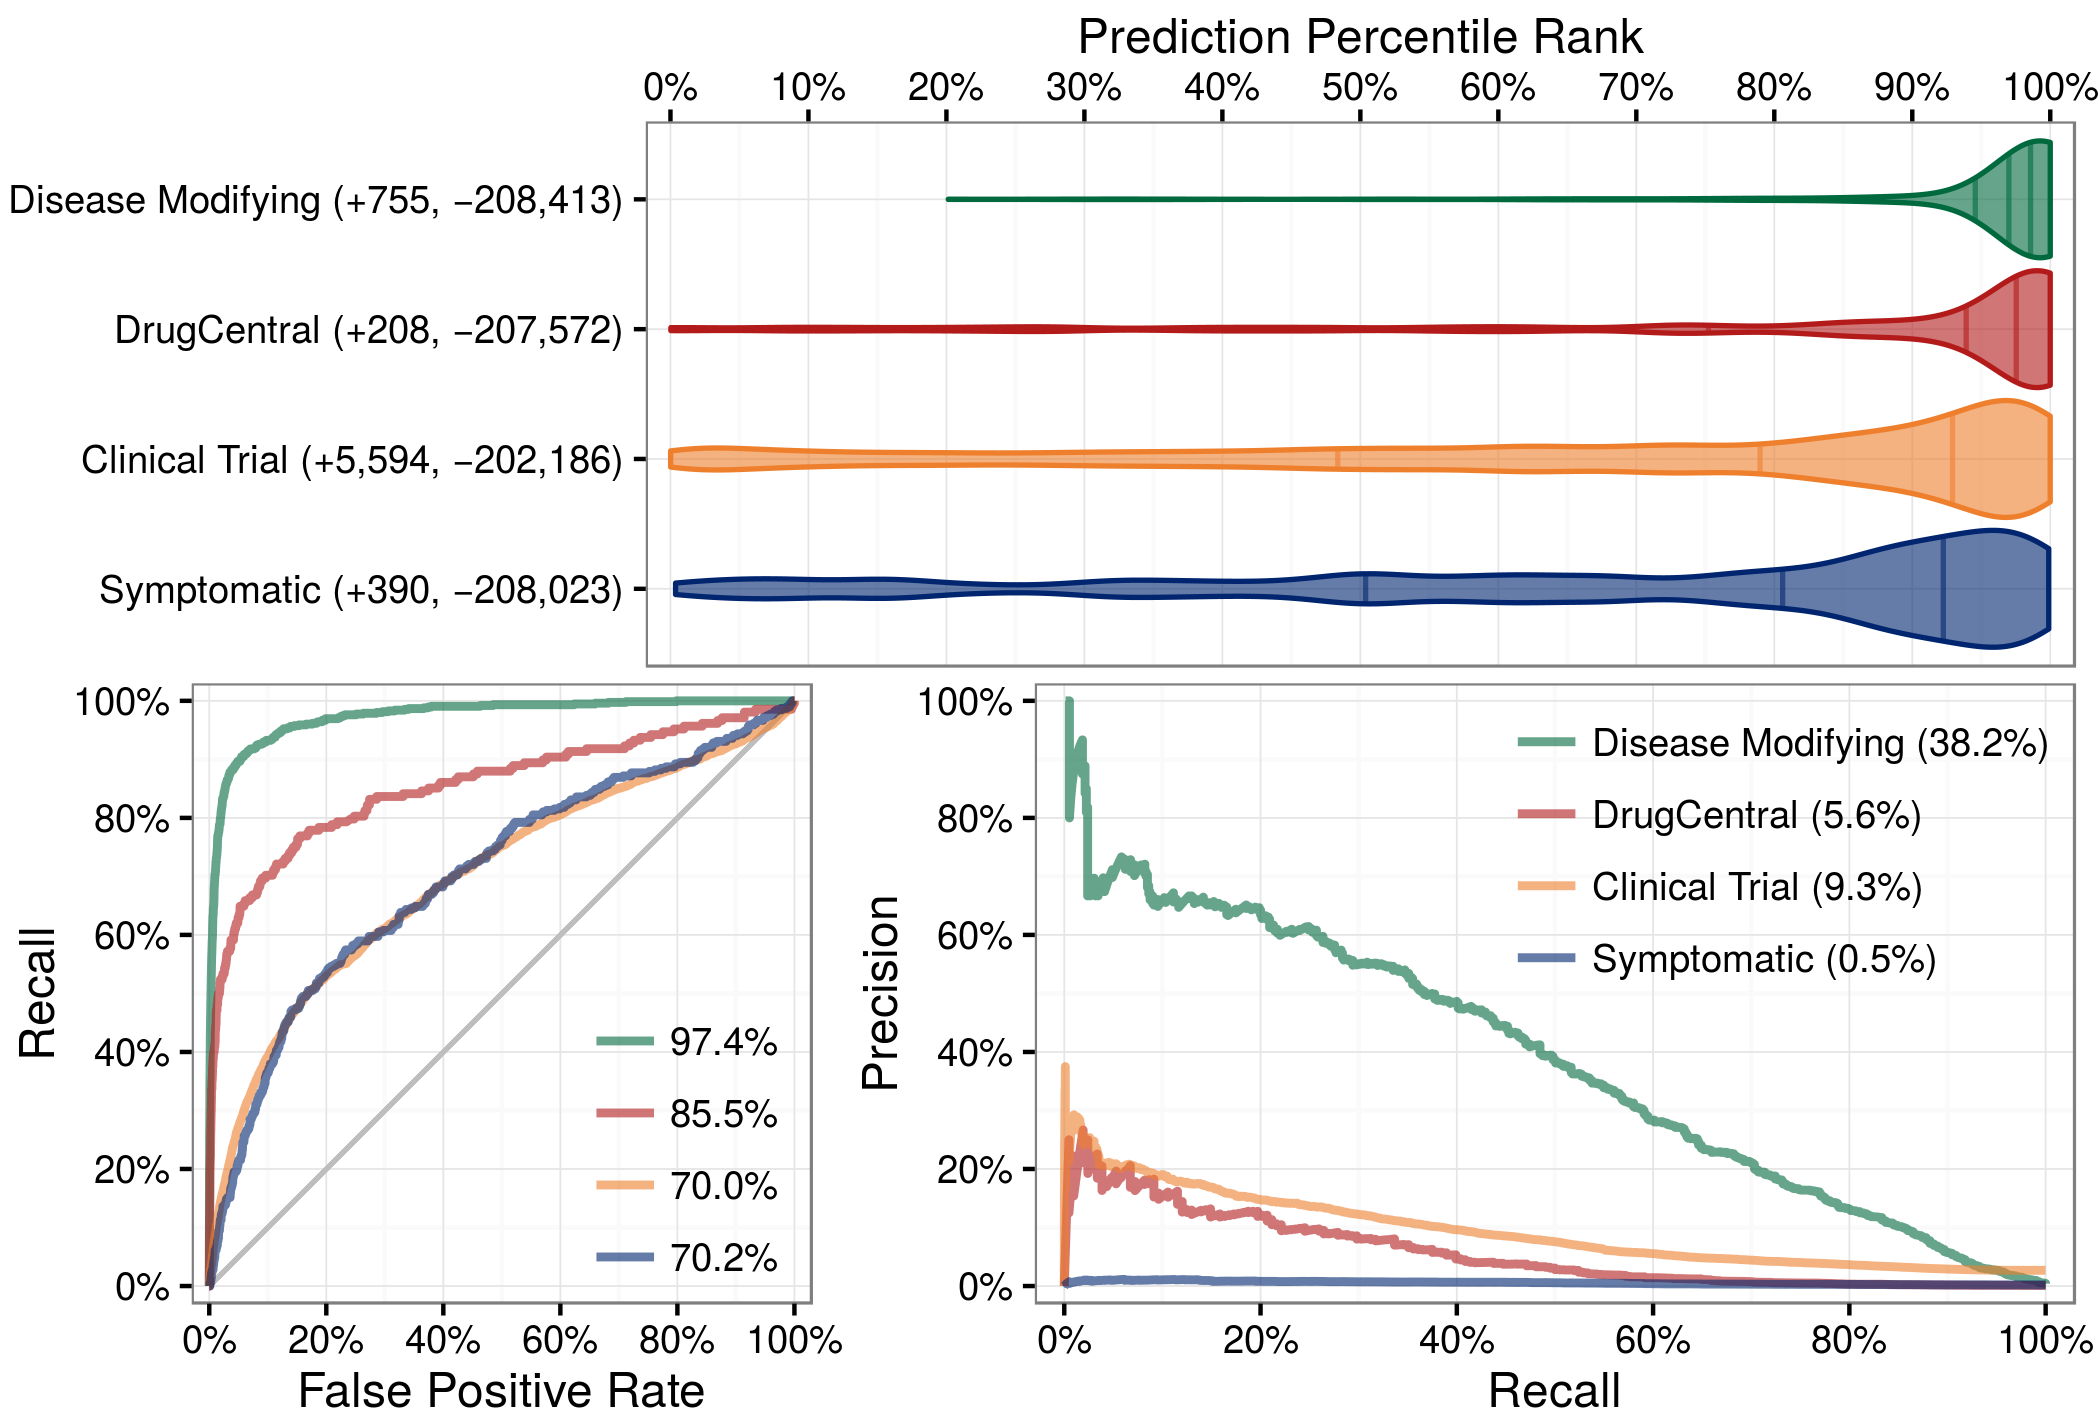 Prediction Percentile Rank
0% 10% 20% 30% 40% 50% 60% 70% 80% 90% 100%
Disease Modifying (+755, −208,413)
DrugCentral (+208, −207,572)
Clinical Trial (+5,594, −202,186)
Symptomatic (+390, −208,023)
Recall
100%
80%
60%
40%
20%
0%
97.4%
85.5%
70.0%
70.2%
0% 20% 40% 60% 80% 100%
False Positive Rate
Precision
100%
80%
60%
40%
20%
0%
Disease Modifying (38.2%)
DrugCentral (5.6%)
Clinical Trial (9.3%)
Symptomatic (0.5%)
0% 20% 40% 60% 80% 100%
Recall